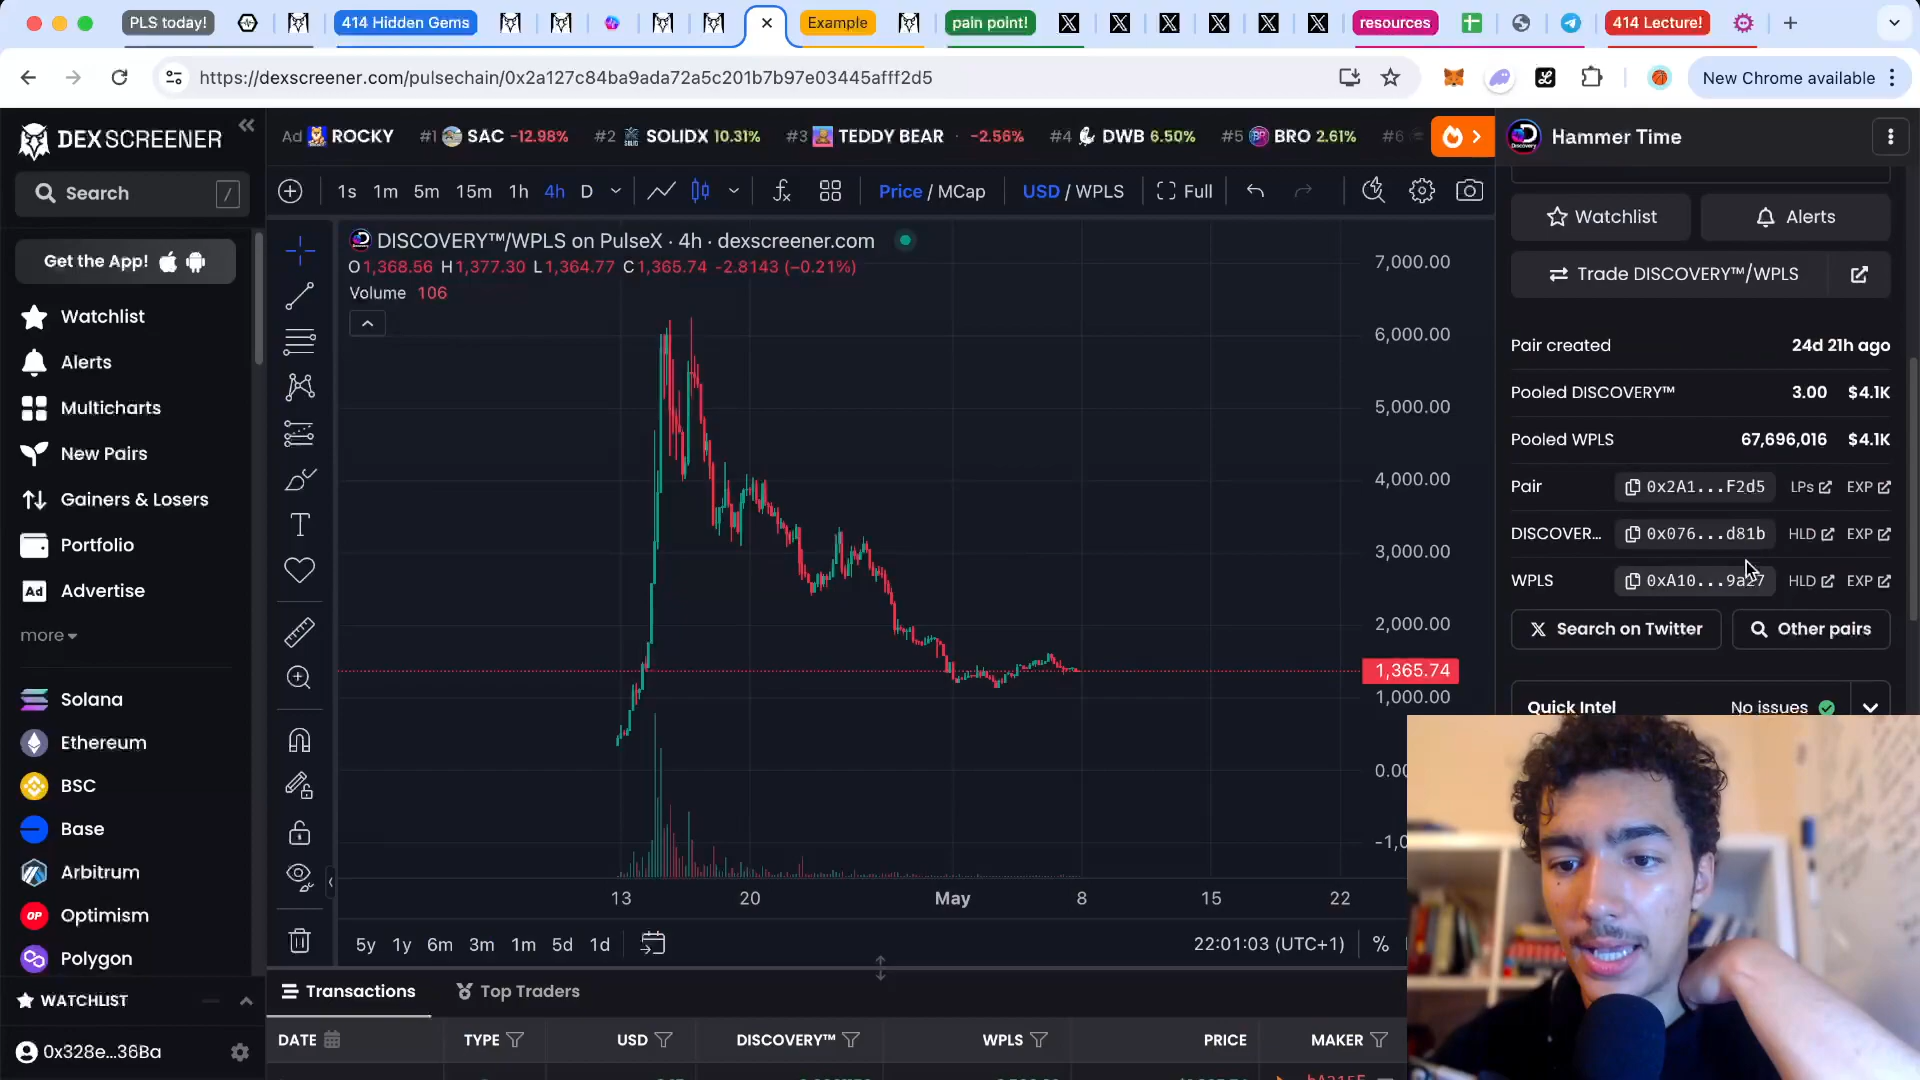 PLS today!
414 Hidden Gems
Example
pain point!
resources
414 Lecture!
https://dexscreener.com/pulsechain/0x2a127c84ba9ada72a5c201b7b97e03445afff2d5
New Chrome available
DEX SCREENER
Search /
Get the App!
Watchlist
Alerts
Multicharts
New Pairs
Gainers & Losers
Portfolio
Ad Advertise
more
Solana
Ethereum
BSC
Base
Arbitrum
OP Optimism
Polygon
WATCHLIST
0x328e...36Ba
Ad ROCKY #1 SAC -12.98% #2 SOLIDX 10.31% #3 TEDDY BEAR -2.56% #4 DWB 6.50% #5 BRO 2.61% #6
1s 1m 5m 15m 1h 4h D Price / MCap USD / WPLS Full
DISCOVERY™/WPLS on PulseX · 4h · dexscreener.com
O1,368.56 H1,377.30 L1,364.77 C1,365.74 -2.8143 (−0.21%)
Volume 106
7,000.00
6,000.00
5,000.00
4,000.00
3,000.00
2,000.00
1,365.74
1,000.00
13 20 May 8 15 22
5y 1y 6m 3m 1m 5d 1d 22:01:03 (UTC+1) %
Transactions Top Traders
DATE TYPE USD DISCOVERY™ WPLS PRICE MAKER
Discovery
Hammer Time
Watchlist Alerts
Trade DISCOVERY™/WPLS
Pair created 24d 21h ago
Pooled DISCOVERY™ 3.00 $4.1K
Pooled WPLS 67,696,016 $4.1K
Pair 0x2A1...F2d5 LPs EXP
DISCOVER... 0x076...d81b HLD EXP
WPLS 0xA10...9a27 HLD EXP
Search on Twitter Other pairs
Quick Intel No issues